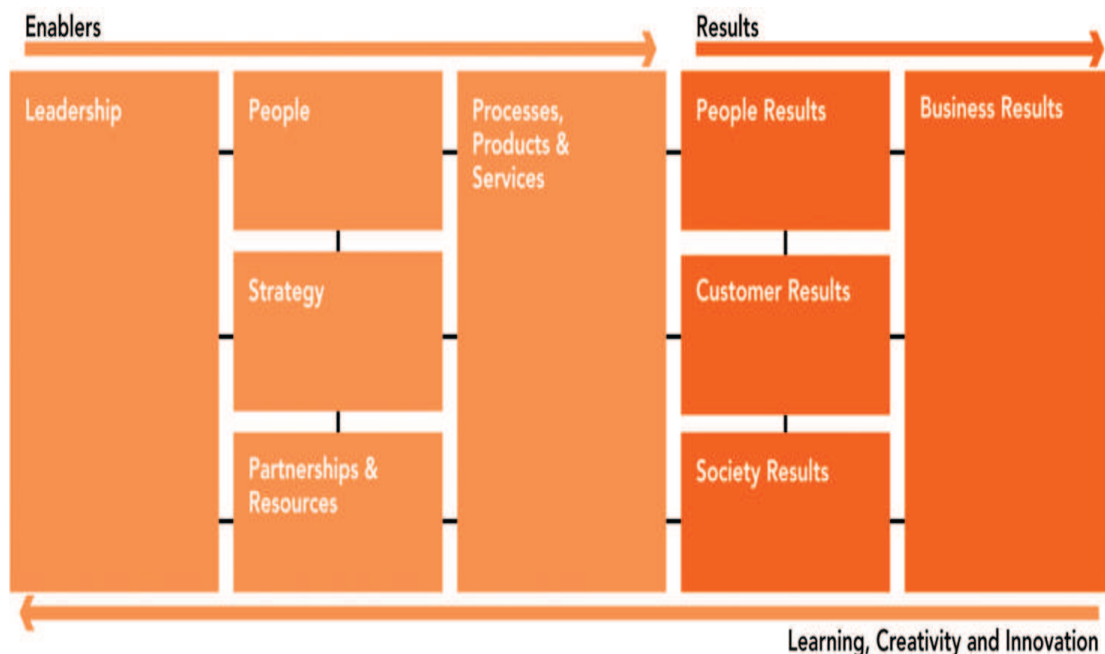 Enablers
Results
Leadership
People
Processes,
Products &
Services
People Results
Business Results
Strategy
Customer Results
Partnerships &
Resources
Society Results
Learning, Creativity and Innovation